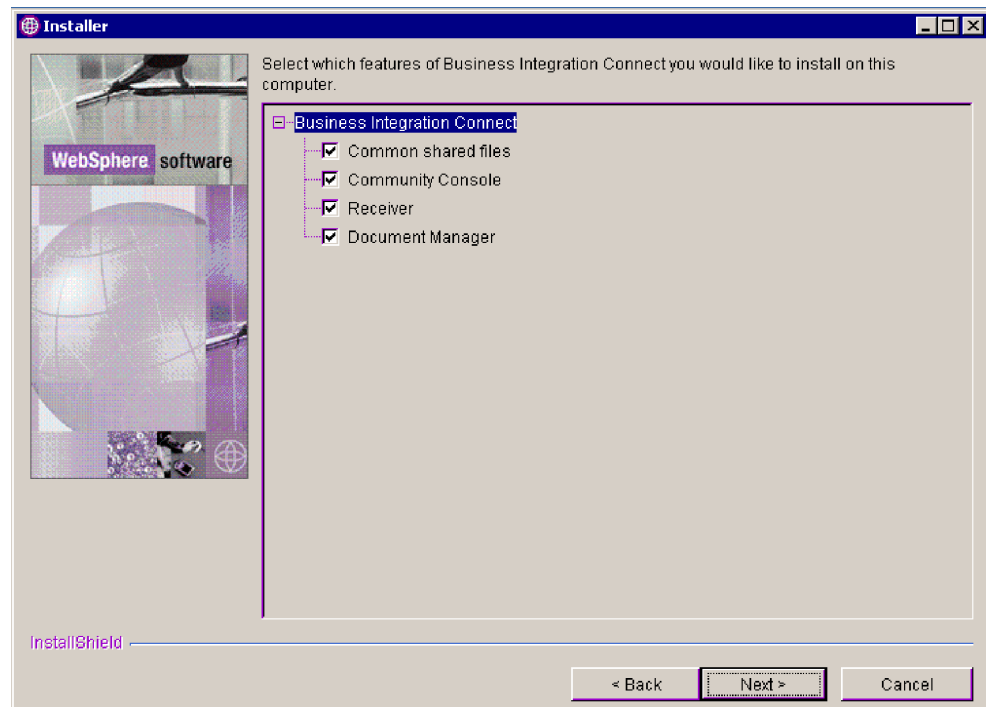 Installer
Select which features of Business Integration Connect you would like to install on this
computer.
WebSphere software
Business Integration Connect
Common shared files
Community Console
Receiver
Document Manager
InstallShield
< Back
Next >
Cancel